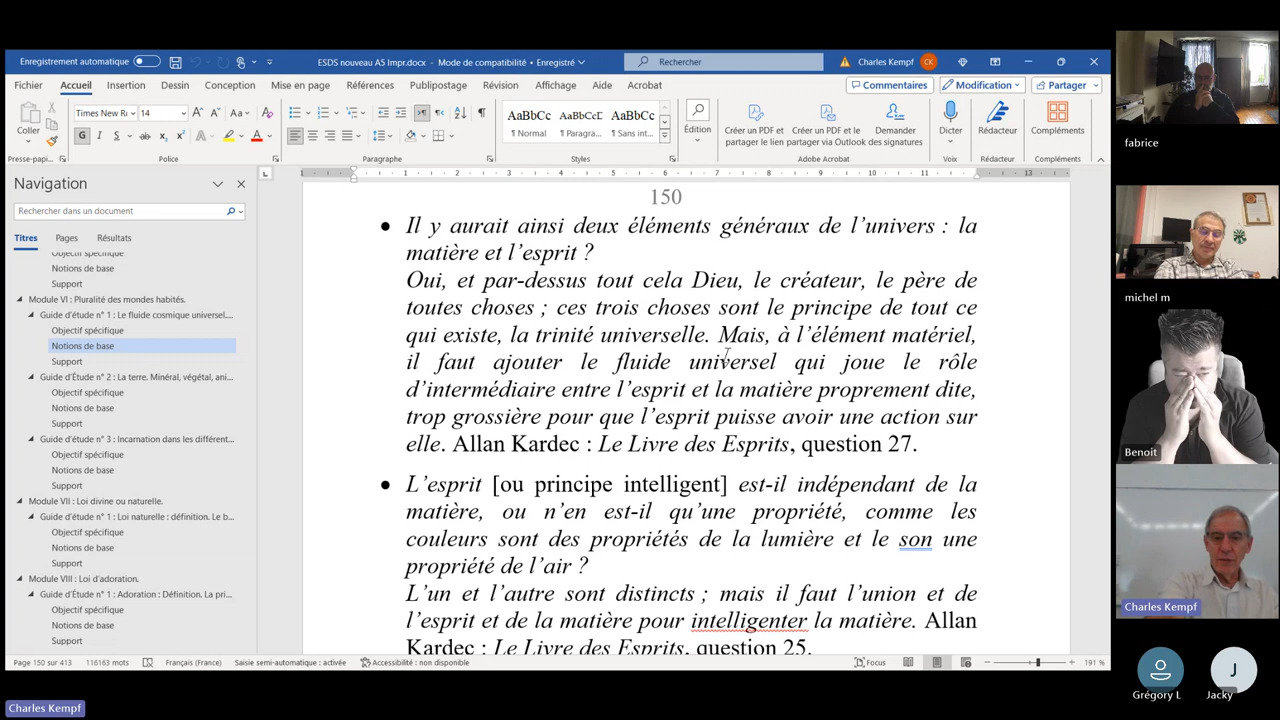 Enregistrement automatique
ESDS nouveau A5 Impr.docx - Mode de compatibilité • Enregistré
Rechercher
Charles Kempf
CK
Fichier Accueil Insertion Dessin Conception Mise en page Références Publipostage Révision Affichage Aide Acrobat
Commentaires Modification Partager
Coller
Times New R 14
Presse-pap
Police
Paragraphe
AaBbCc ¶ Normal
AaBbCc ¶ Paragra...
AaBbCc ¶ Sans int...
Styles
Édition
Créer un PDF et partager le lien
Créer un PDF et le partager via Outlook
Demander des signatures
Adobe Acrobat
Dicter
Voix
Rédacteur
Rédacteur
Compléments
Compléments
Navigation
Rechercher dans un document
Titres Pages Résultats
Objectif spécifique
Notions de base
Support
Module VI : Pluralité des mondes habités.
Guide d'étude n° 1 : Le fluide cosmique universel....
Objectif spécifique
Notions de base
Support
Guide d'Étude n° 2 : La terre. Minéral, végétal, ani...
Objectif spécifique
Notions de base
Support
Guide d'étude n° 3 : Incarnation dans les différent...
Objectif spécifique
Notions de base
Support
Module VII : Loi divine ou naturelle.
Guide d'étude n° 1 : Loi naturelle : définition. Le b...
Objectif spécifique
Notions de base
Support
Module VIII : Loi d'adoration.
Guide d'étude n° 1 : Adoration : Définition. La pri...
Objectif spécifique
Notions de base
Support
150
• Il y aurait ainsi deux éléments généraux de l'univers : la
matière et l'esprit ?
Oui, et par-dessus tout cela Dieu, le créateur, le père de
toutes choses ; ces trois choses sont le principe de tout ce
qui existe, la trinité universelle. Mais, à l'élément matériel,
il faut ajouter le fluide universel qui joue le rôle
d'intermédiaire entre l'esprit et la matière proprement dite,
trop grossière pour que l'esprit puisse avoir une action sur
elle. Allan Kardec : Le Livre des Esprits, question 27.
• L'esprit [ou principe intelligent] est-il indépendant de la
matière, ou n'en est-il qu'une propriété, comme les
couleurs sont des propriétés de la lumière et le son une
propriété de l'air ?
L'un et l'autre sont distincts ; mais il faut l'union et de
l'esprit et de la matière pour intelligenter la matière. Allan
Kardec : Le Livre des Esprits, question 25.
Page 150 sur 413 116163 mots Français (France) Saisie semi-automatique : activée Accessibilité : non disponible Focus 191 %
fabrice
michel m
Benoit
Charles Kempf
Grégory L
J
Jacky
Charles Kempf